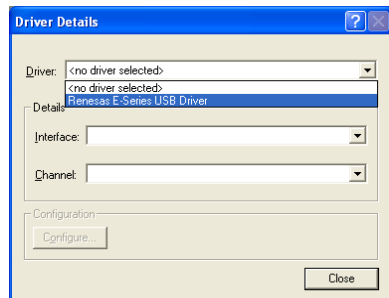 Driver Details
Driver: <no driver selected>
<no driver selected>
Renesas E-Series USB Driver
Details
Interface:
Channel:
Configuration
Configure...
Close